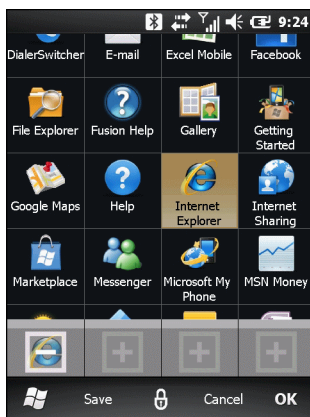 9:24
DialerSwitcher E-mail Excel Mobile Facebook
File Explorer Fusion Help Gallery Getting
Started
Google Maps Help Internet Internet
Explorer Sharing
Marketplace Messenger Microsoft My MSN Money
Phone
Save Cancel OK